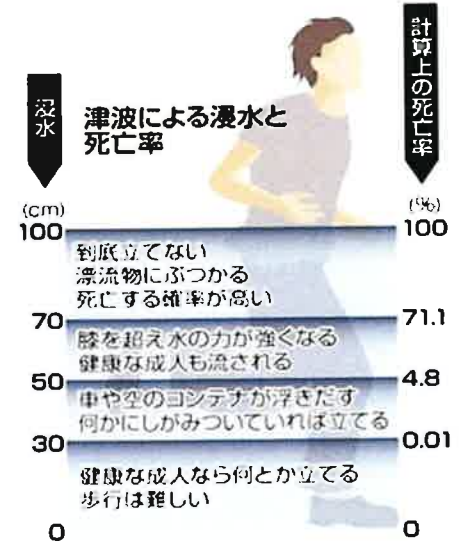 浸水
計算上の死亡率
津波による浸水と
死亡率
(cm)
(%)
100
100
到底立てない
漂流物にぶつかる
死亡する確率が高い
70
71.1
膝を超え水の力が強くなる
健康な成人も流される
50
4.8
車や空のコンテナが浮きだす
何かにしがみついていれば立てる
30
0.01
健康な成人なら何とか立てる
歩行は難しい
0
0